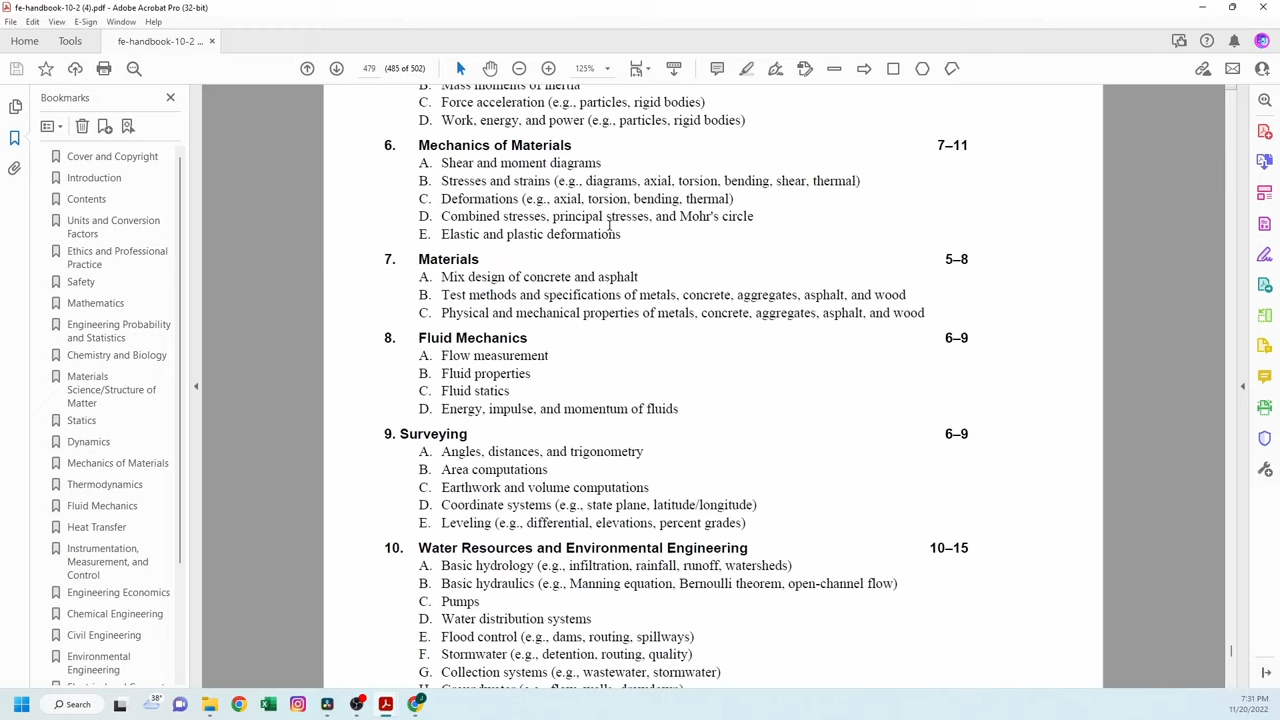 fe-handbook-10-2 (4).pdf - Adobe Acrobat Pro (32-bit)
File Edit View E-Sign Window Help
Home Tools fe-handbook-10-2 ... ×
479 (485 of 502) 125%
Bookmarks
Cover and Copyright
Introduction
Contents
Units and Conversion
Factors
Ethics and Professional
Practice
Safety
Mathematics
Engineering Probability
and Statistics
Chemistry and Biology
Materials
Science/Structure of
Matter
Statics
Dynamics
Mechanics of Materials
Thermodynamics
Fluid Mechanics
Heat Transfer
Instrumentation,
Measurement, and
Control
Engineering Economics
Chemical Engineering
Civil Engineering
Environmental
Engineering
B. Mass moments of inertia
C. Force acceleration (e.g., particles, rigid bodies)
D. Work, energy, and power (e.g., particles, rigid bodies)
6. Mechanics of Materials 7–11
A. Shear and moment diagrams
B. Stresses and strains (e.g., diagrams, axial, torsion, bending, shear, thermal)
C. Deformations (e.g., axial, torsion, bending, thermal)
D. Combined stresses, principal stresses, and Mohr's circle
E. Elastic and plastic deformations
7. Materials 5–8
A. Mix design of concrete and asphalt
B. Test methods and specifications of metals, concrete, aggregates, asphalt, and wood
C. Physical and mechanical properties of metals, concrete, aggregates, asphalt, and wood
8. Fluid Mechanics 6–9
A. Flow measurement
B. Fluid properties
C. Fluid statics
D. Energy, impulse, and momentum of fluids
9. Surveying 6–9
A. Angles, distances, and trigonometry
B. Area computations
C. Earthwork and volume computations
D. Coordinate systems (e.g., state plane, latitude/longitude)
E. Leveling (e.g., differential, elevations, percent grades)
10. Water Resources and Environmental Engineering 10–15
A. Basic hydrology (e.g., infiltration, rainfall, runoff, watersheds)
B. Basic hydraulics (e.g., Manning equation, Bernoulli theorem, open-channel flow)
C. Pumps
D. Water distribution systems
E. Flood control (e.g., dams, routing, spillways)
F. Stormwater (e.g., detention, routing, quality)
G. Collection systems (e.g., wastewater, stormwater)
Search
38°
7:31 PM
11/20/2022